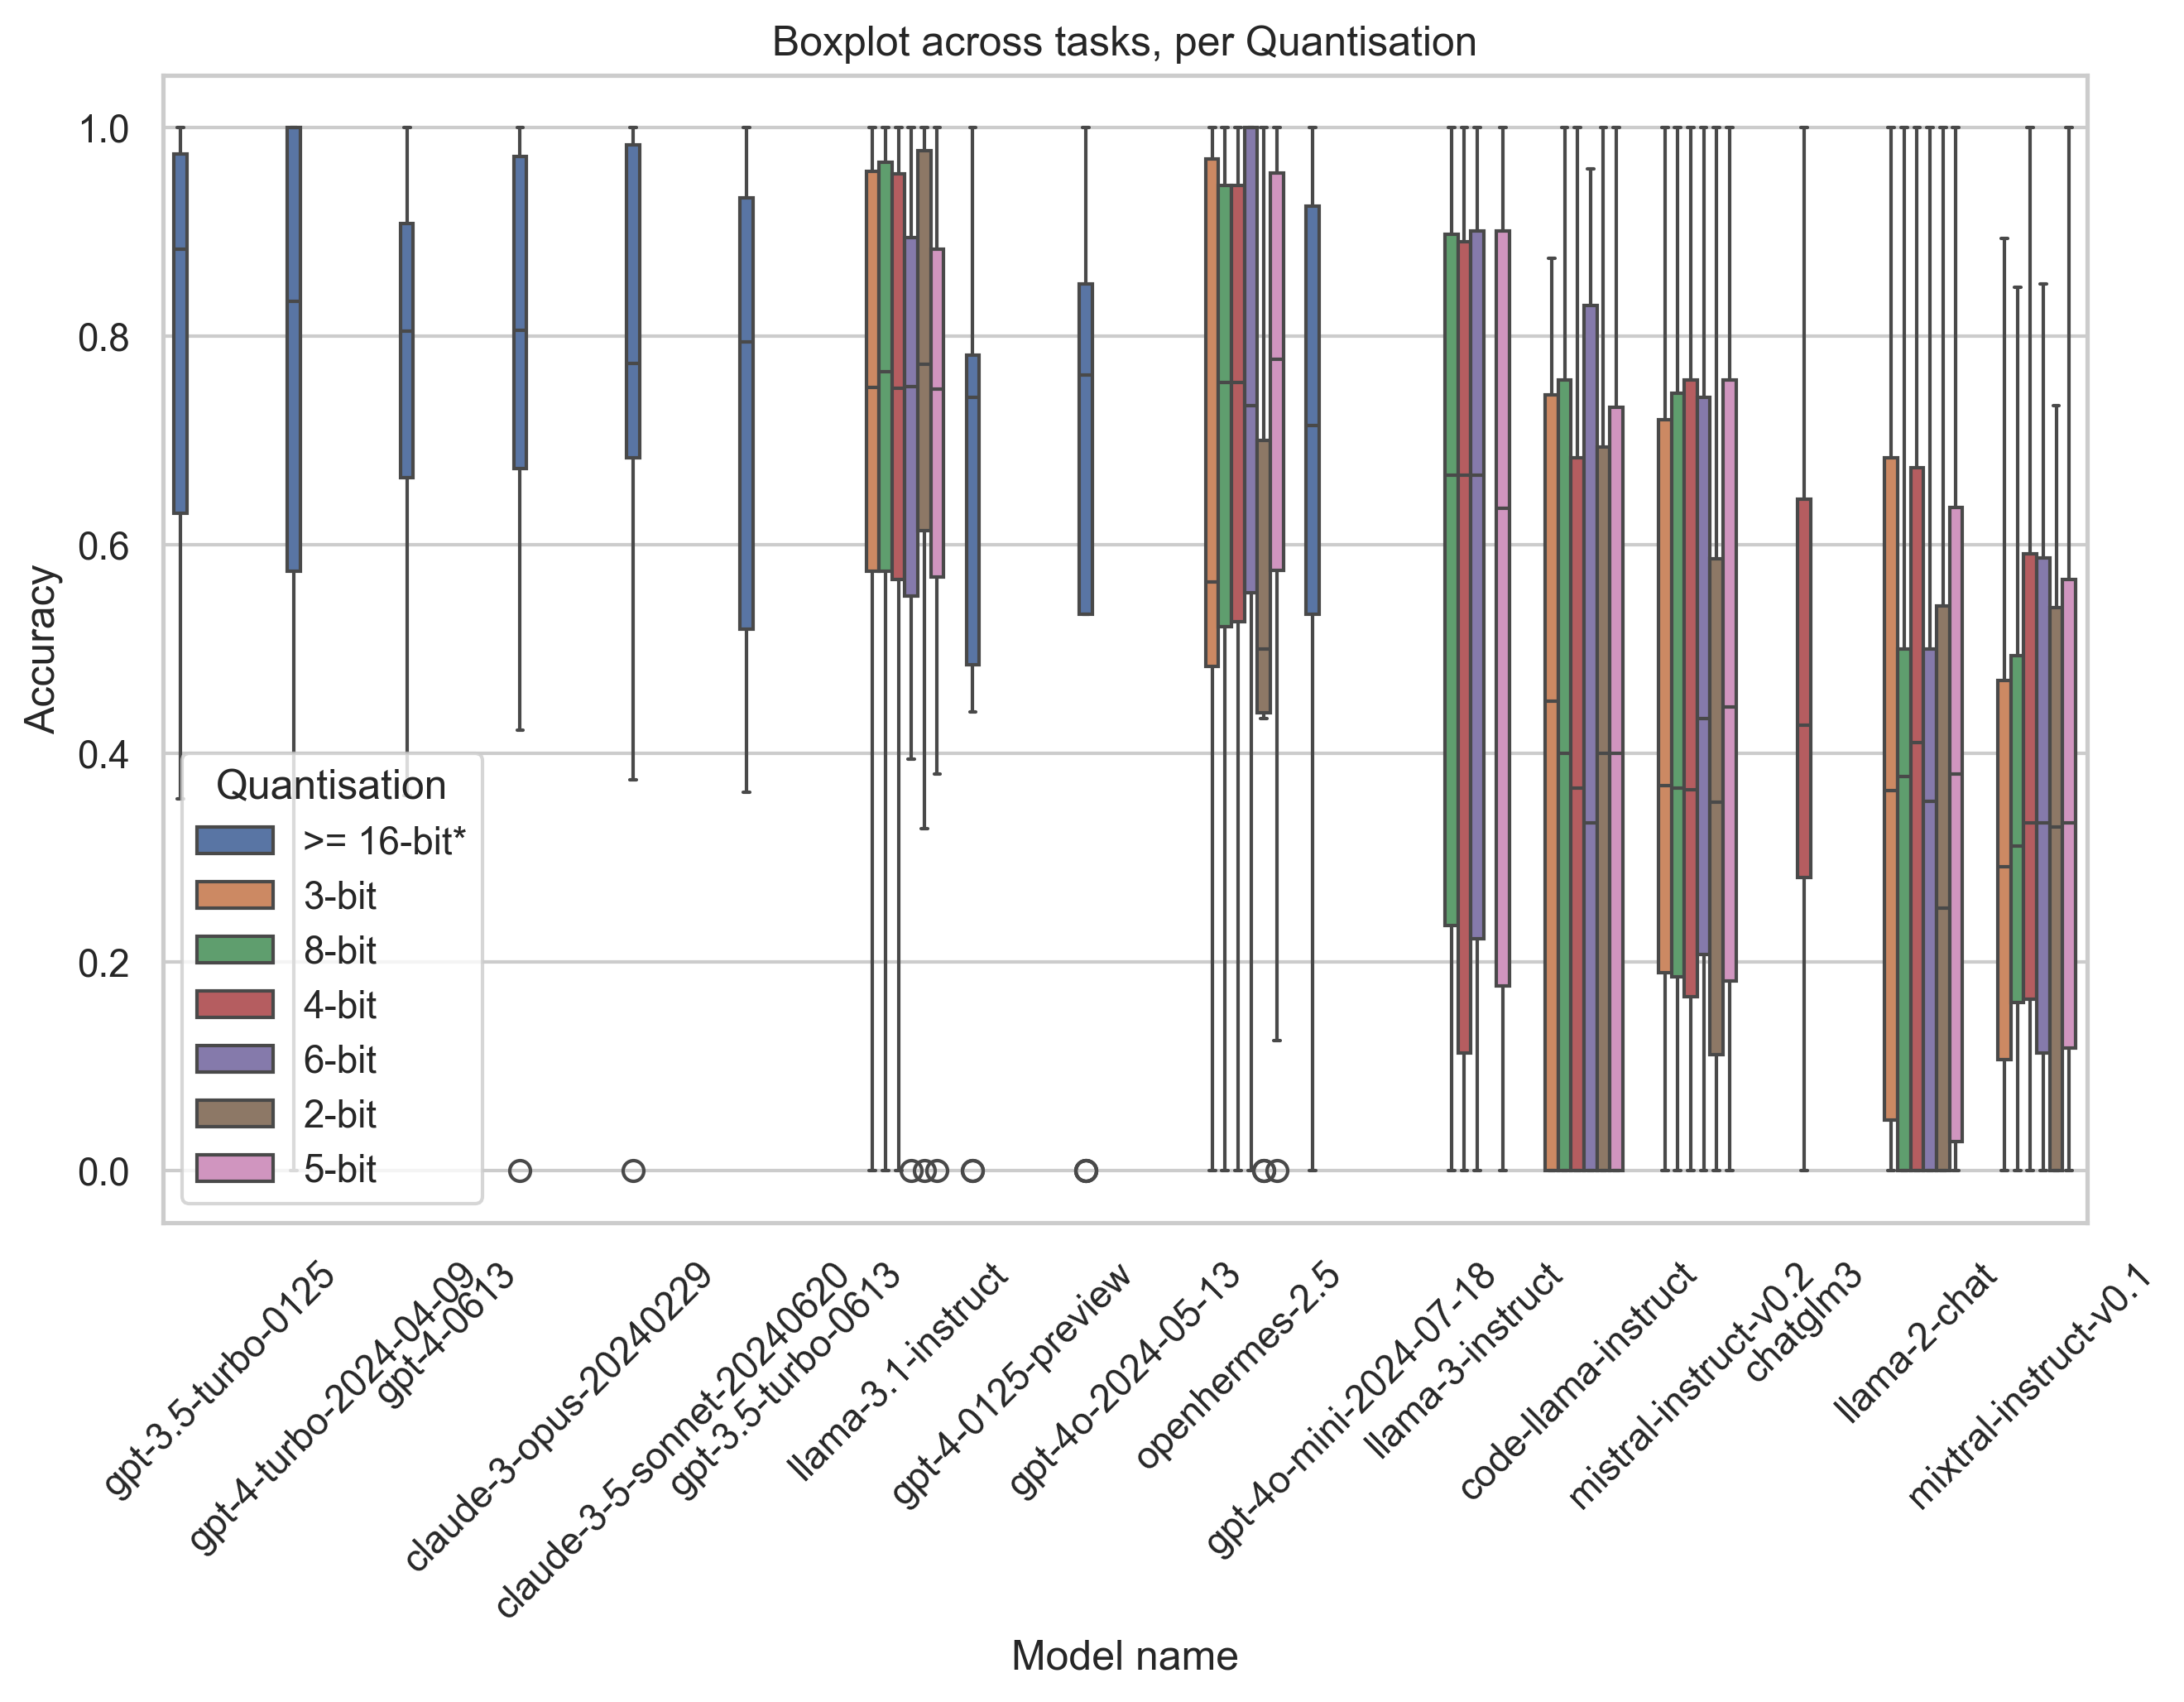 Boxplot across tasks, per Quantisation
1.0
0.8
0.6
0.4
0.2
0.0
Accuracy
Quantisation
>= 16-bit*
3-bit
8-bit
4-bit
6-bit
2-bit
5-bit
gpt-3.5-turbo-0125
gpt-4-turbo-2024-04-09
gpt-4-0613
claude-3-opus-20240229
claude-3-5-sonnet-20240620
gpt-3.5-turbo-0613
llama-3.1-instruct
gpt-4-0125-preview
gpt-4o-2024-05-13
openhermes-2.5
gpt-4o-mini-2024-07-18
llama-3-instruct
code-llama-instruct
mistral-instruct-v0.2
chatglm3
llama-2-chat
mixtral-instruct-v0.1
Model name